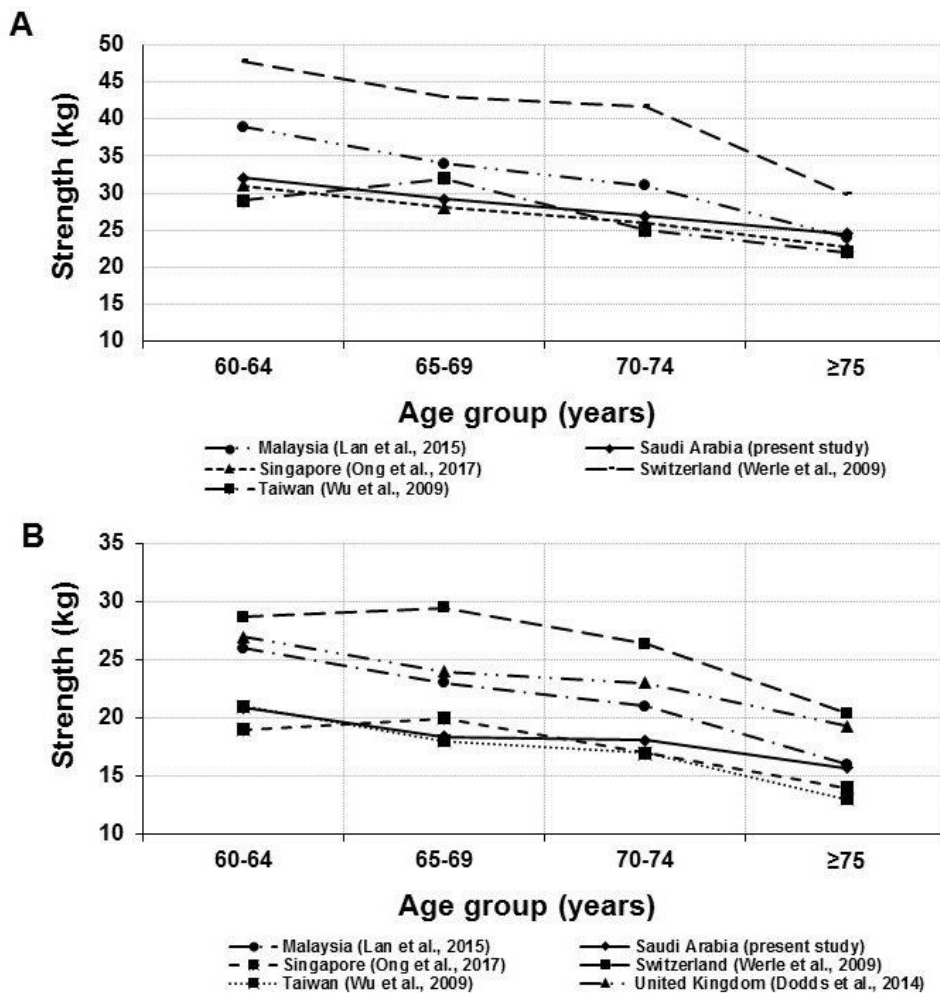 A
50
45
40
35
30
25
20
15
10
Strength (kg)
60-64 65-69 70-74 ≥75
Age group (years)
Malaysia (Lan et al., 2015) Saudi Arabia (present study)
Singapore (Ong et al., 2017) Switzerland (Werle et al., 2009)
Taiwan (Wu et al., 2009)
B
35
30
25
20
15
10
Strength (kg)
60-64 65-69 70-74 ≥75
Age group (years)
Malaysia (Lan et al., 2015) Saudi Arabia (present study)
Singapore (Ong et al., 2017) Switzerland (Werle et al., 2009)
Taiwan (Wu et al., 2009) United Kingdom (Dodds et al., 2014)